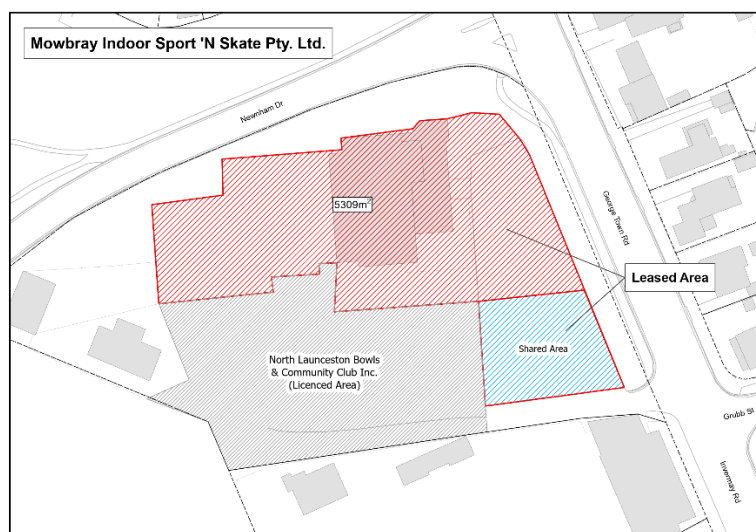 Mowbray Indoor Sport 'N Skate Pty. Ltd.
Newnham Dr
5309m²
George Town Rd
Leased Area
Shared Area
North Launceston Bowls
& Community Club Inc.
(Licenced Area)
Grubb St
Invermay Rd